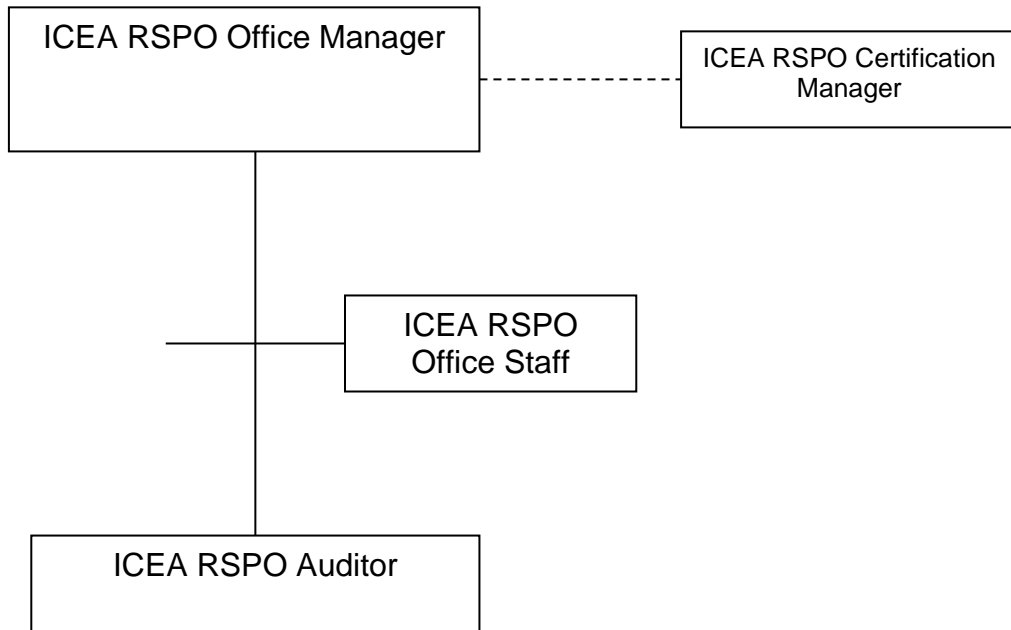 ICEA RSPO Office Manager
ICEA RSPO Certification
Manager
ICEA RSPO
Office Staff
ICEA RSPO Auditor